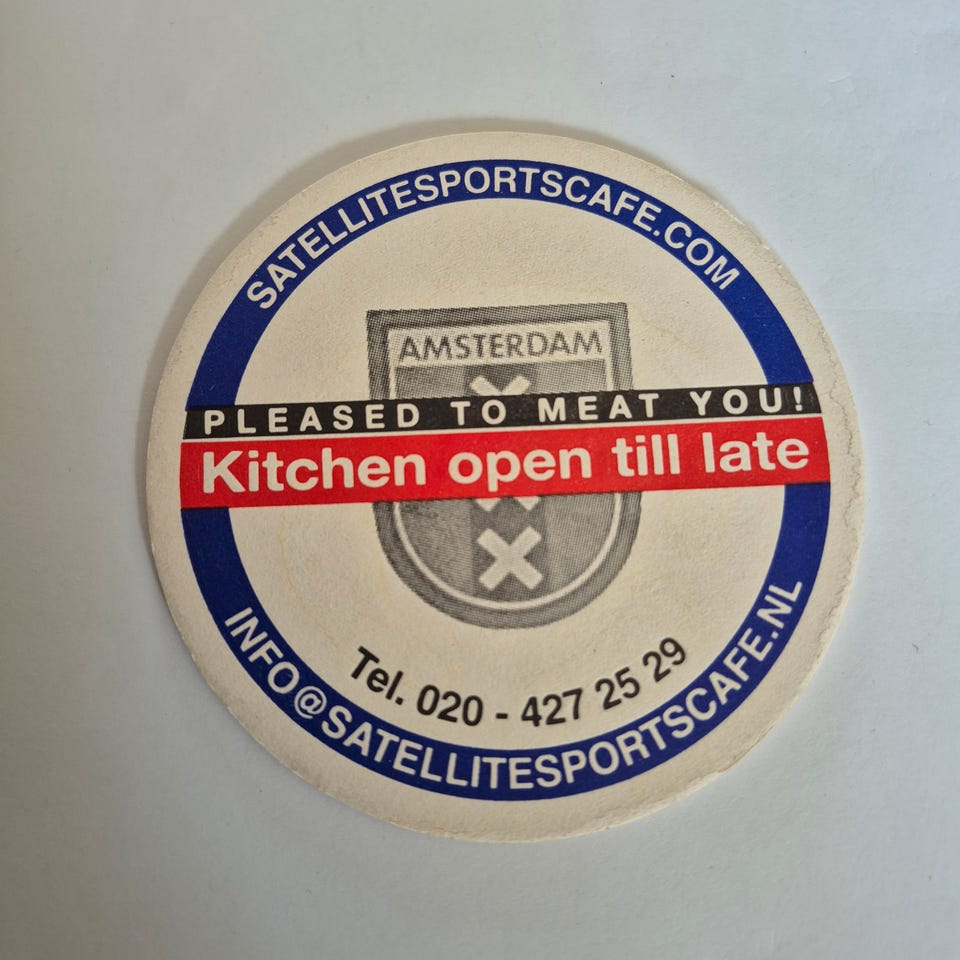 SATELLITESPORTSCAFE.COM
AMSTERDAM
PLEASED TO MEAT YOU!
Kitchen open till late
Tel. 020 - 427 25 29
INFO@SATELLITESPORTSCAFE.NL